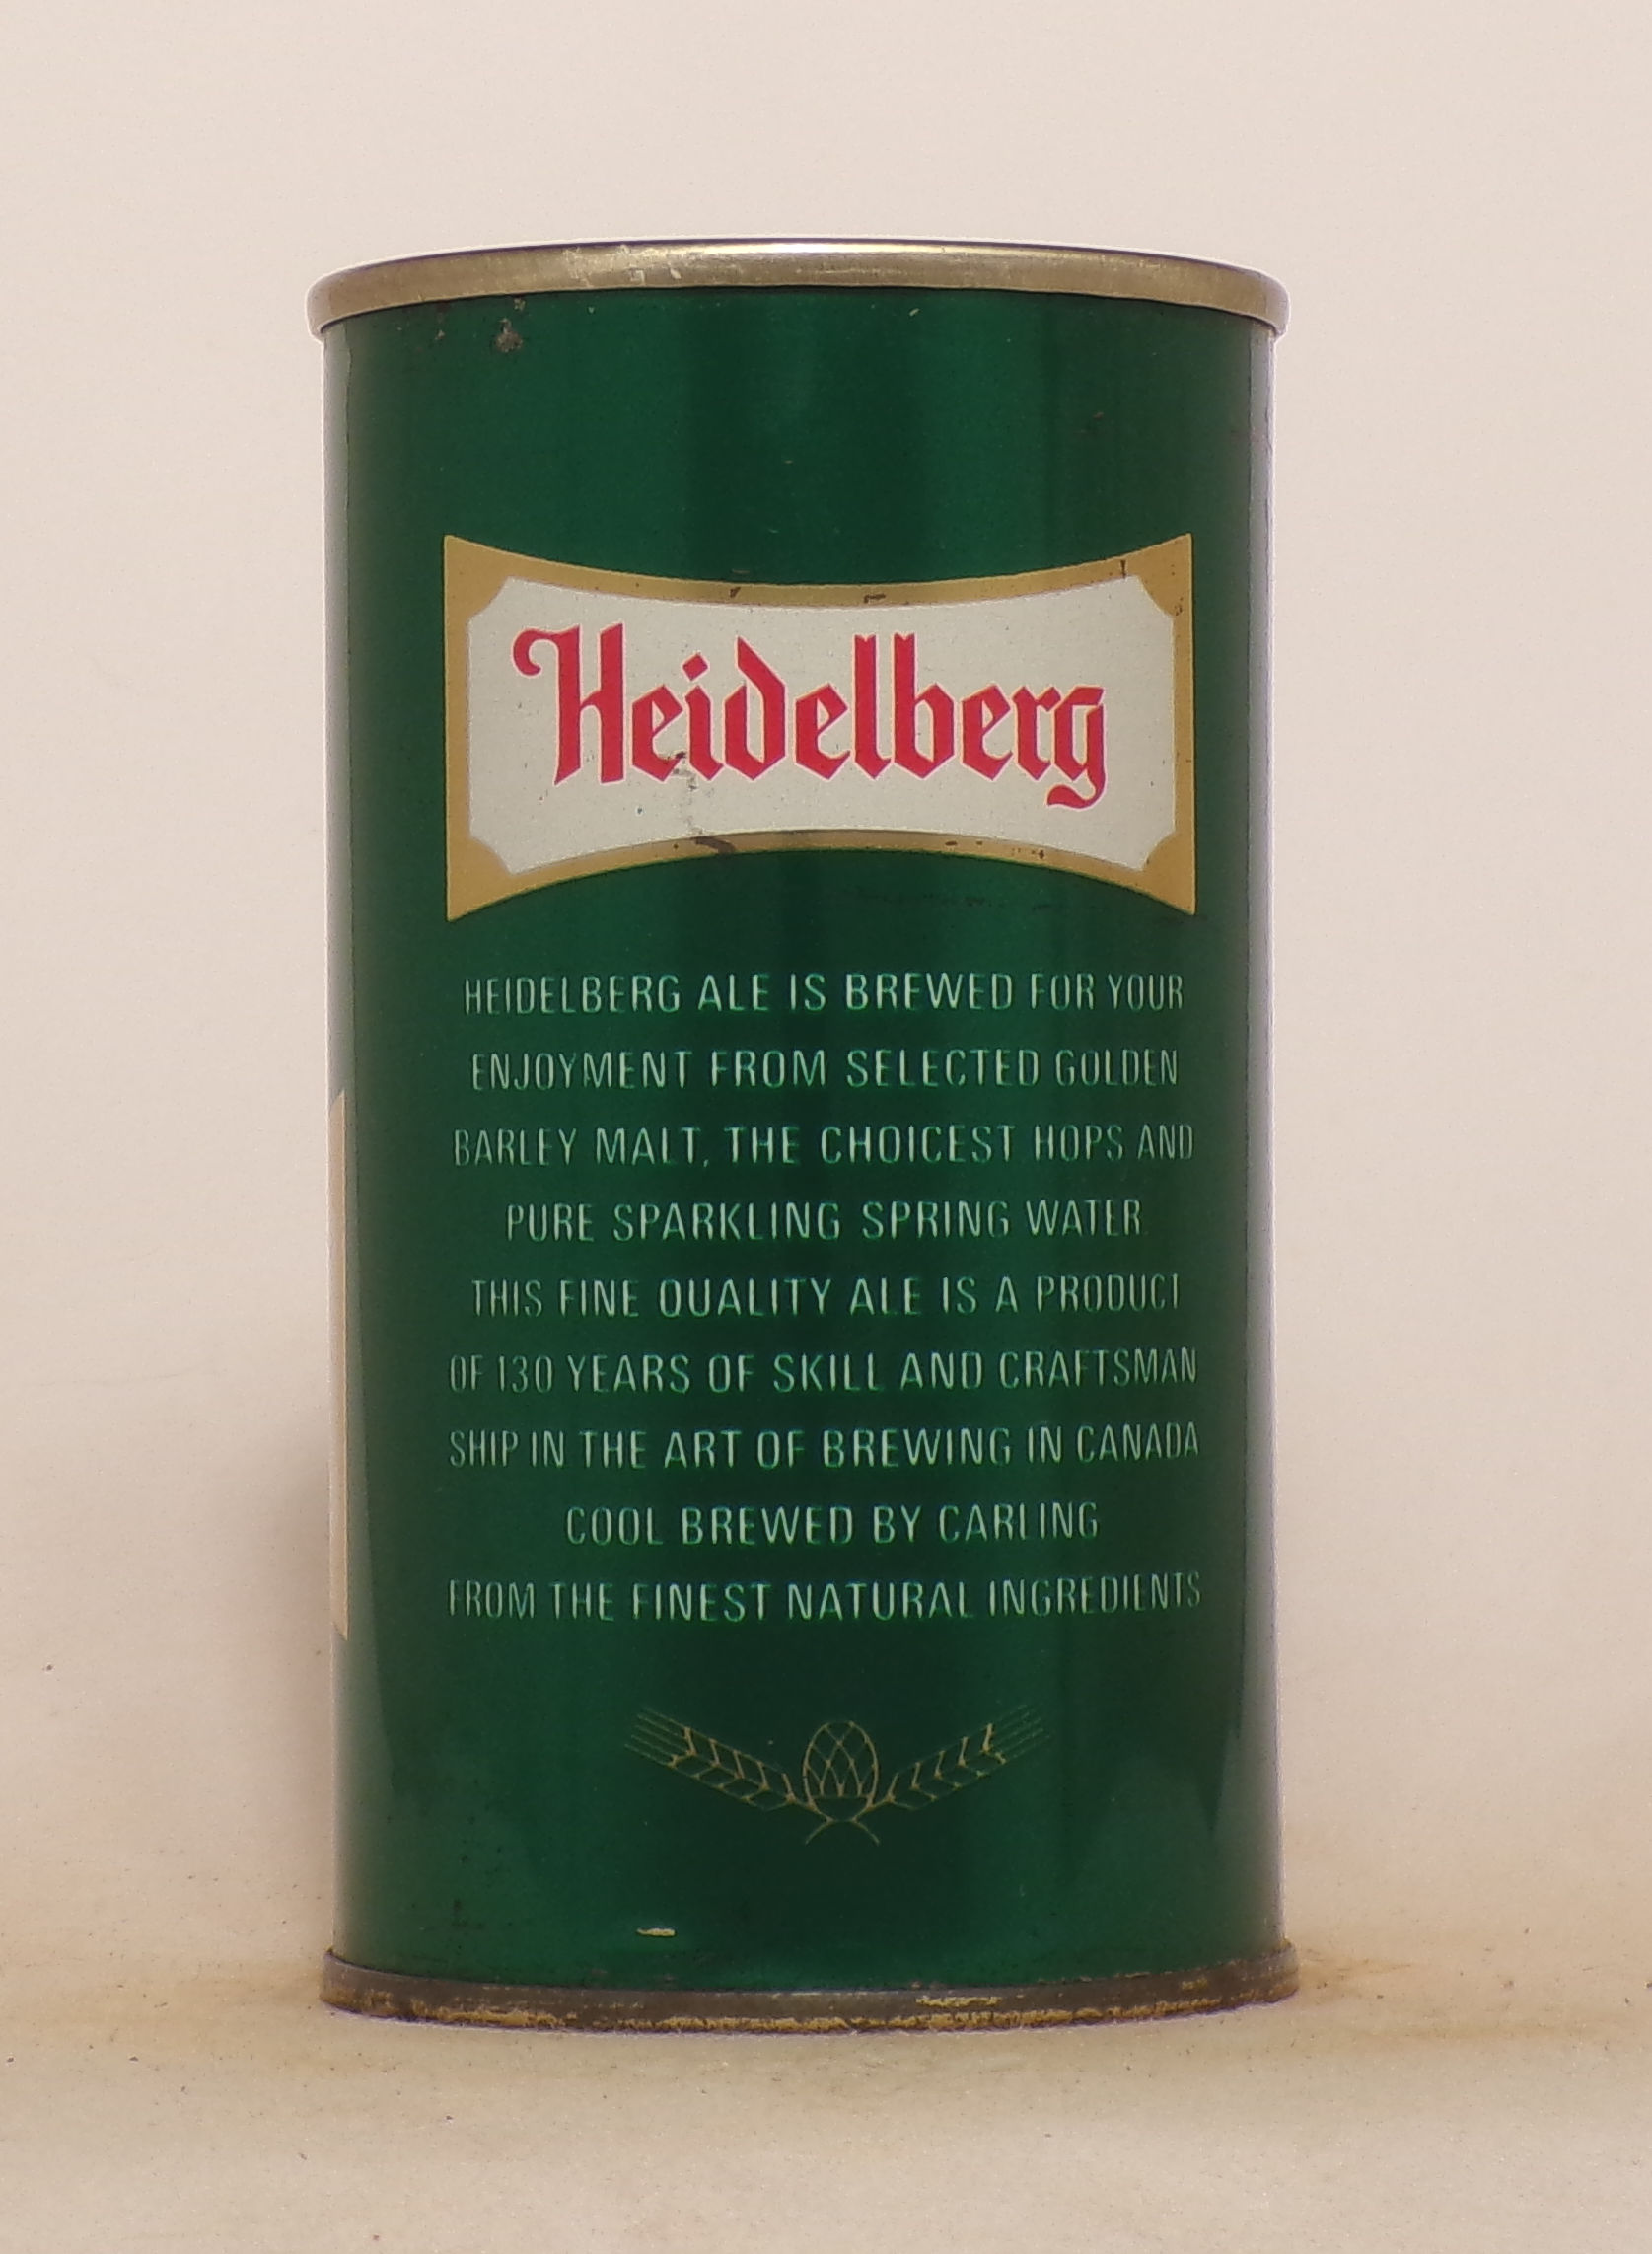 Heidelberg
HEIDELBERG ALE IS BREWED FOR YOUR
ENJOYMENT FROM SELECTED GOLDEN
BARLEY MALT, THE CHOICEST HOPS AND
PURE SPARKLING SPRING WATER
THIS FINE QUALITY ALE IS A PRODUCT
OF 130 YEARS OF SKILL AND CRAFTSMAN
SHIP IN THE ART OF BREWING IN CANADA
COOL BREWED BY CARLING
FROM THE FINEST NATURAL INGREDIENTS